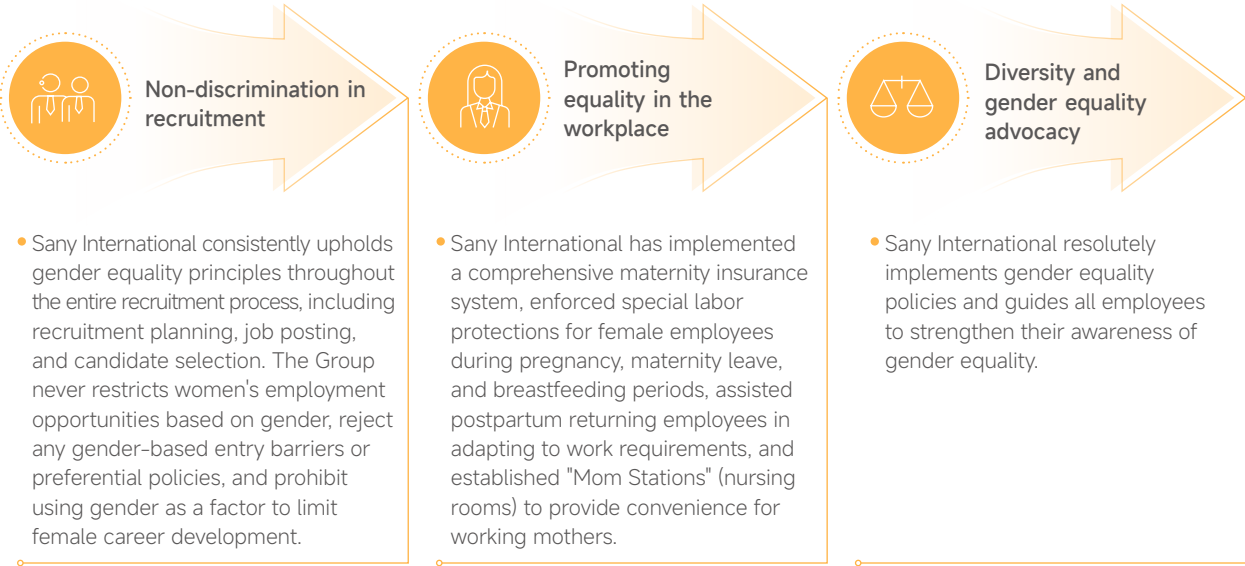 Non-discrimination in
recruitment
Sany International consistently upholds
gender equality principles throughout
the entire recruitment process, including
recruitment planning, job posting,
and candidate selection. The Group
never restricts women's employment
opportunities based on gender, reject
any gender-based entry barriers or
preferential policies, and prohibit
using gender as a factor to limit
female career development.
Promoting
equality in the
workplace
Sany International has implemented
a comprehensive maternity insurance
system, enforced special labor
protections for female employees
during pregnancy, maternity leave,
and breastfeeding periods, assisted
postpartum returning employees in
adapting to work requirements, and
established "Mom Stations" (nursing
rooms) to provide convenience for
working mothers.
Diversity and
gender equality
advocacy
Sany International resolutely
implements gender equality
policies and guides all employees
to strengthen their awareness of
gender equality.